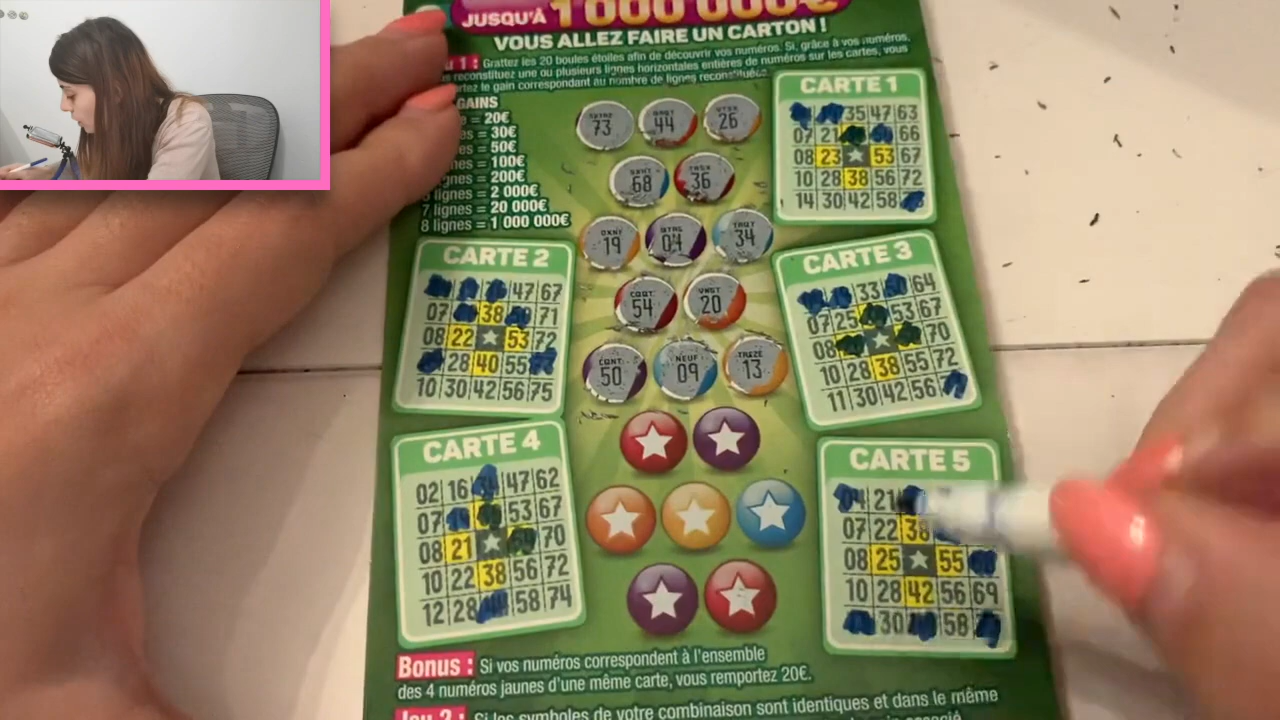 JUSQU'À 1 000 000€
VOUS ALLEZ FAIRE UN CARTON !
1 : Grattez les 20 boules étoiles afin de découvrir vos numéros. Si, grâce à vos numéros,
reconstituez une ou plusieurs lignes horizontales entières de numéros sur les cartes, vous
le gain correspondant au nombre de lignes reconstituées.
GAINS
= 20€
= 30€
= 50€
= 100€
= 200€
lignes = 2 000€
7 lignes = 20 000€
8 lignes = 1 000 000€
73 44 26
68 36
19 04 34
54 20
50 NEUF 09 TREIZE 13
CARTE 1
35 47 63
07 21 66
08 23 53 67
10 28 38 56 72
14 30 42 58
CARTE 2
47 67
07 38 71
08 22 53 72
28 40 55
10 30 42 56 75
CARTE 3
33 64
07 25 53 67
08 70
10 28 38 55 72
11 30 42 56
CARTE 4
02 16 47 62
07 53 67
08 21 70
10 22 38 56 72
12 28 58 74
CARTE 5
04 21
07 22 38
08 25 55
10 28 42 56 69
30 58
Bonus : Si vos numéros correspondent à l'ensemble
des 4 numéros jaunes d'une même carte, vous remportez 20€.
Jeu 2 : Si les symboles de votre combinaison sont identiques et dans le même